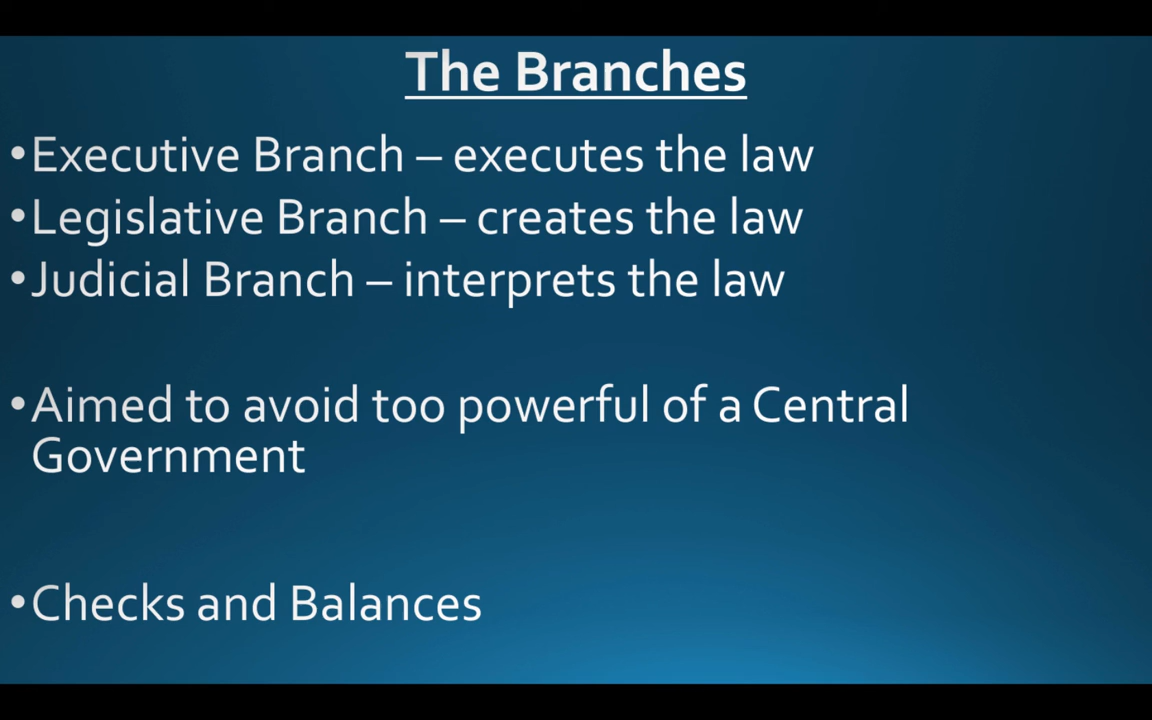 The Branches
•Executive Branch – executes the law
•Legislative Branch – creates the law
•Judicial Branch – interprets the law
•Aimed to avoid too powerful of a Central
Government
•Checks and Balances